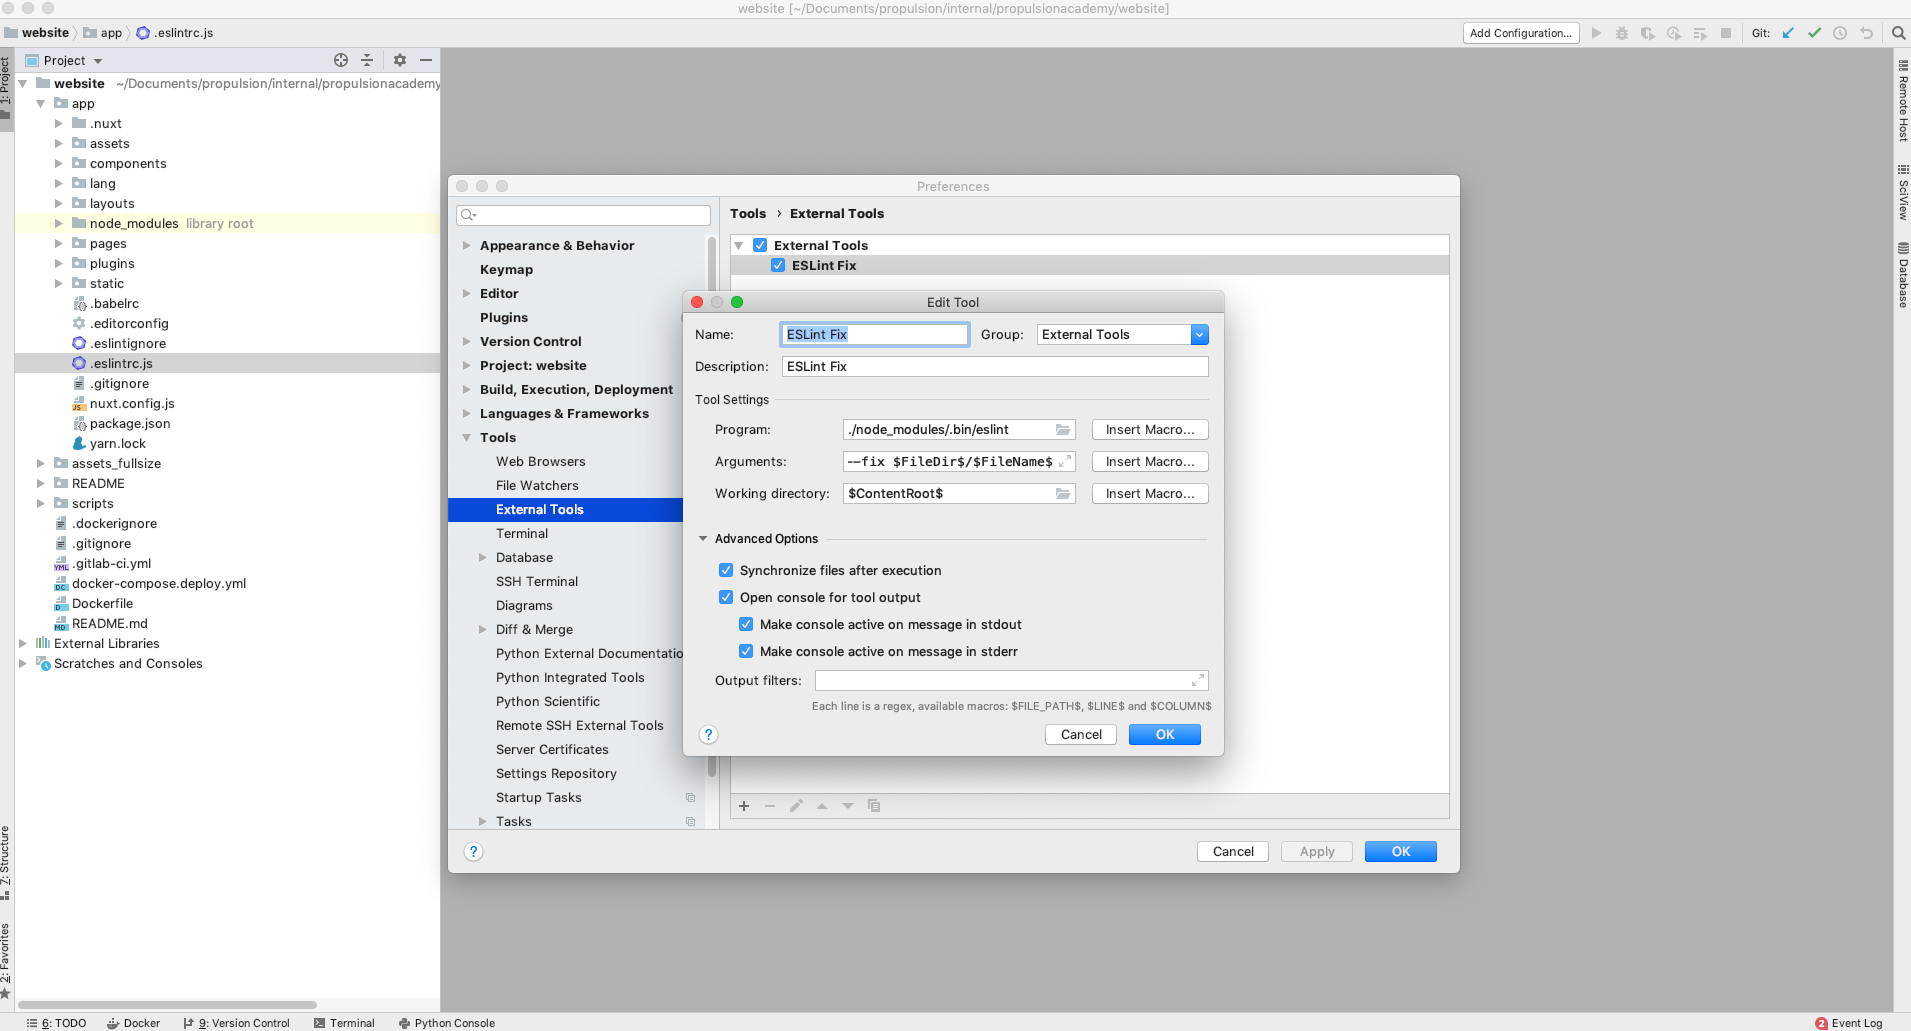 website [~/Documents/propulsion/internal/propulsionacademy/website]
website app .eslintrc.js
Add Configuration... Git:
1: Project
Project
website ~/Documents/propulsion/internal/propulsionacademy
app
.nuxt
assets
components
lang
layouts
node_modules library root
pages
plugins
static
.babelrc
.editorconfig
.eslintignore
.eslintrc.js
.gitignore
nuxt.config.js
package.json
yarn.lock
assets_fullsize
README
scripts
.dockerignore
.gitignore
.gitlab-ci.yml
docker-compose.deploy.yml
Dockerfile
README.md
External Libraries
Scratches and Consoles
7: Structure
2: Favorites
Preferences
Appearance & Behavior
Keymap
Editor
Plugins
Version Control
Project: website
Build, Execution, Deployment
Languages & Frameworks
Tools
Web Browsers
File Watchers
External Tools
Terminal
Database
SSH Terminal
Diagrams
Diff & Merge
Python External Documentatio
Python Integrated Tools
Python Scientific
Remote SSH External Tools
Server Certificates
Settings Repository
Startup Tasks
Tasks
Tools › External Tools
External Tools
ESLint Fix
Edit Tool
Name: ESLint Fix Group: External Tools
Description: ESLint Fix
Tool Settings
Program: ./node_modules/.bin/eslint Insert Macro...
Arguments: --fix $FileDir$/$FileName$ Insert Macro...
Working directory: $ContentRoot$ Insert Macro...
Advanced Options
Synchronize files after execution
Open console for tool output
Make console active on message in stdout
Make console active on message in stderr
Output filters:
Each line is a regex, available macros: $FILE_PATH$, $LINE$ and $COLUMN$
? Cancel OK
? Cancel Apply OK
Remote Host
SciView
Database
6: TODO Docker 9: Version Control Terminal Python Console 2 Event Log